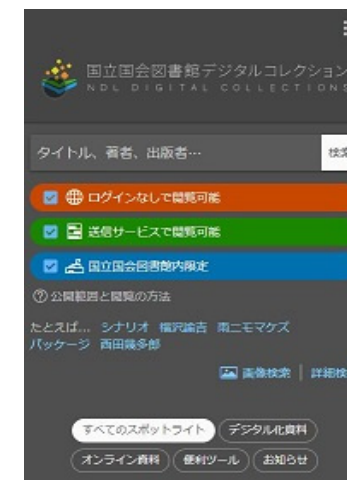 国立国会図書館デジタルコレクション
NDL DIGITAL COLLECTIONS
タイトル、著者、出版者…
検索
ログインなしで閲覧可能
送信サービスで閲覧可能
国立国会図書館内限定
公開範囲と閲覧の方法
たとえば... シナリオ 福沢諭吉 雨ニモマケズ
パッケージ 西田幾多郎
画像検索 詳細検
すべてのスポットライト デジタル化資料
オンライン資料 便利ツール お知らせ